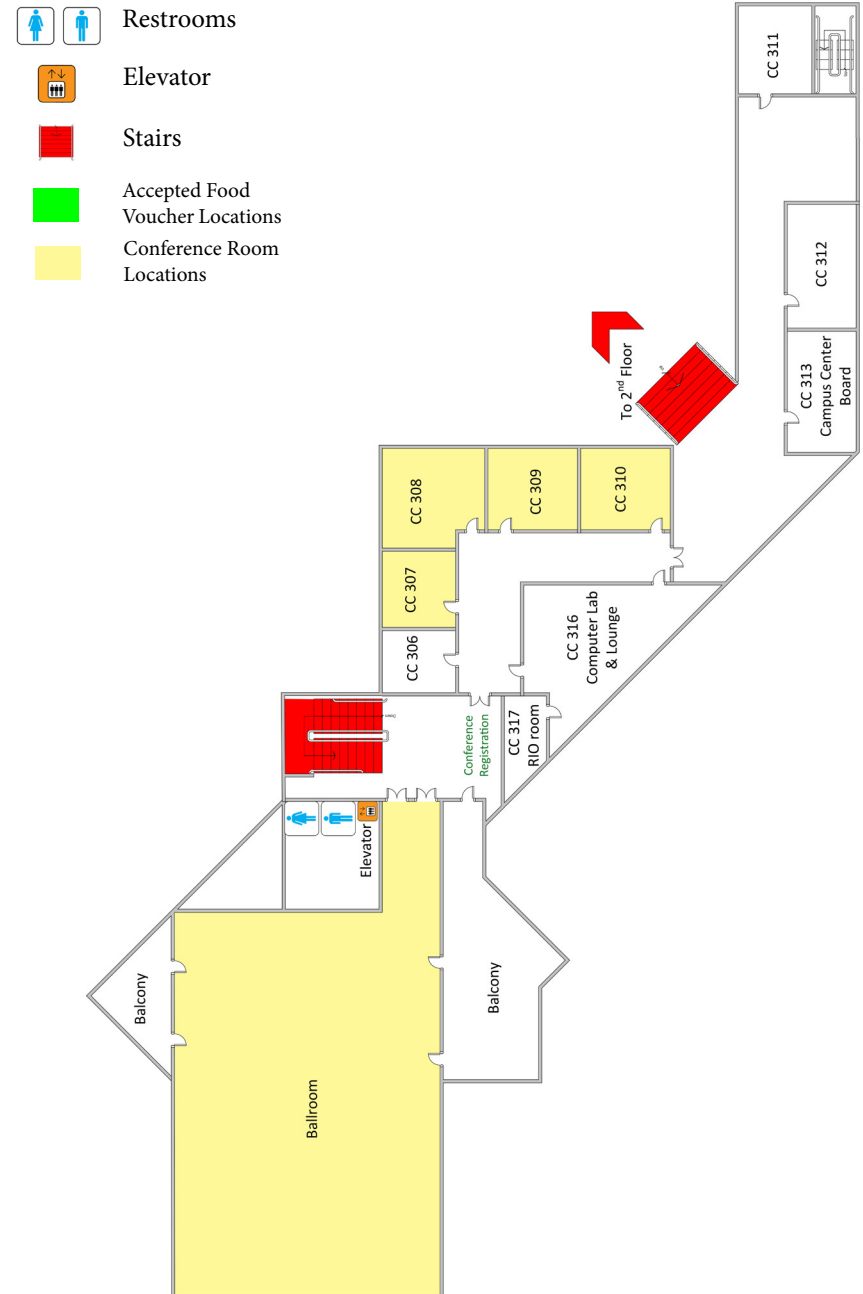 Restrooms
Elevator
Stairs
Accepted Food
Voucher Locations
Conference Room
Locations
CC 311
CC 312
CC 313
Campus Center
Board
To 2nd Floor
CC 308
CC 309
CC 310
CC 307
CC 306
CC 316
Computer Lab
& Lounge
CC 317
RIO room
Conference
Registration
Elevator
Balcony
Balcony
Ballroom